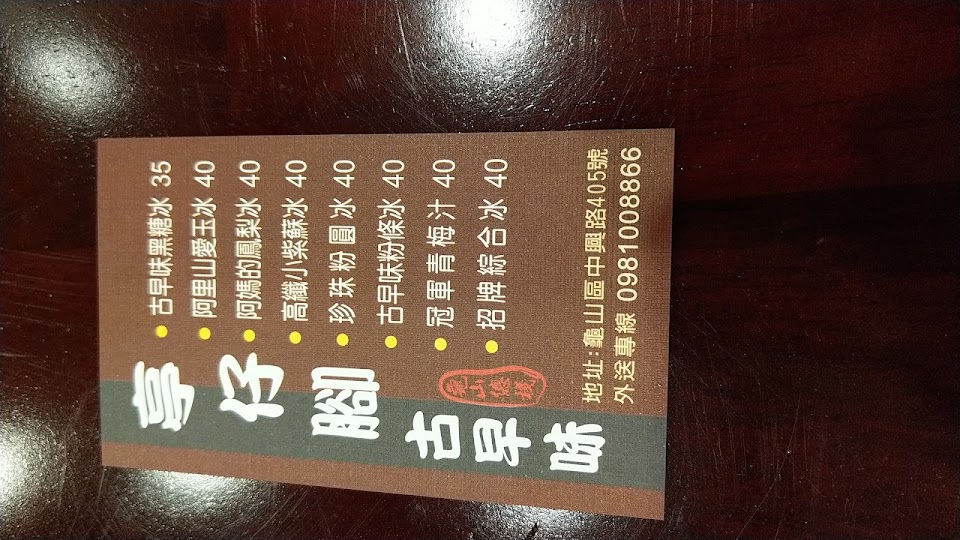 亭仔腳古早味
龜山總棧
古早味黑糖冰 35
阿里山愛玉冰 40
阿媽的鳳梨冰 40
高纖小紫蘇冰 40
珍珠粉圓冰 40
古早味粉條冰 40
冠軍青梅汁 40
招牌綜合冰 40
地址:龜山區中興路405號
外送專線 0981008866